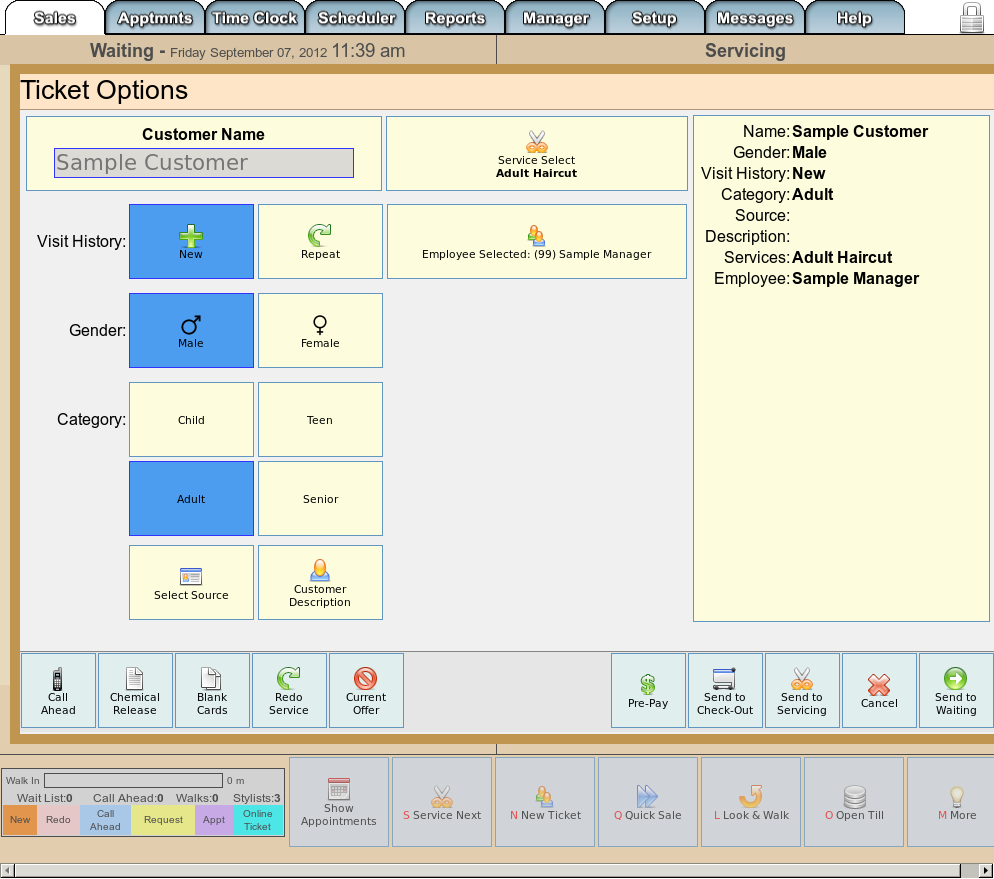 Sales Apptmnts Time Clock Scheduler Reports Manager Setup Messages Help
Waiting - Friday September 07, 2012 11:39 am
Servicing
Ticket Options
Customer Name
Sample Customer
Service Select
Adult Haircut
Visit History:
New
Repeat
Employee Selected: (99) Sample Manager
Gender:
Male
Female
Category:
Child
Teen
Adult
Senior
Select Source
Customer
Description
Name: Sample Customer
Gender: Male
Visit History: New
Category: Adult
Source:
Description:
Services: Adult Haircut
Employee: Sample Manager
Call
Ahead
Chemical
Release
Blank
Cards
Redo
Service
Current
Offer
Pre-Pay
Send to
Check-Out
Send to
Servicing
Cancel
Send to
Waiting
Walk In 0 m
Wait List:0 Call Ahead:0 Walks:0 Stylists:3
New
Redo
Call
Ahead
Request
Appt
Online
Ticket
Show
Appointments
S Service Next
N New Ticket
Q Quick Sale
L Look & Walk
O Open Till
M More